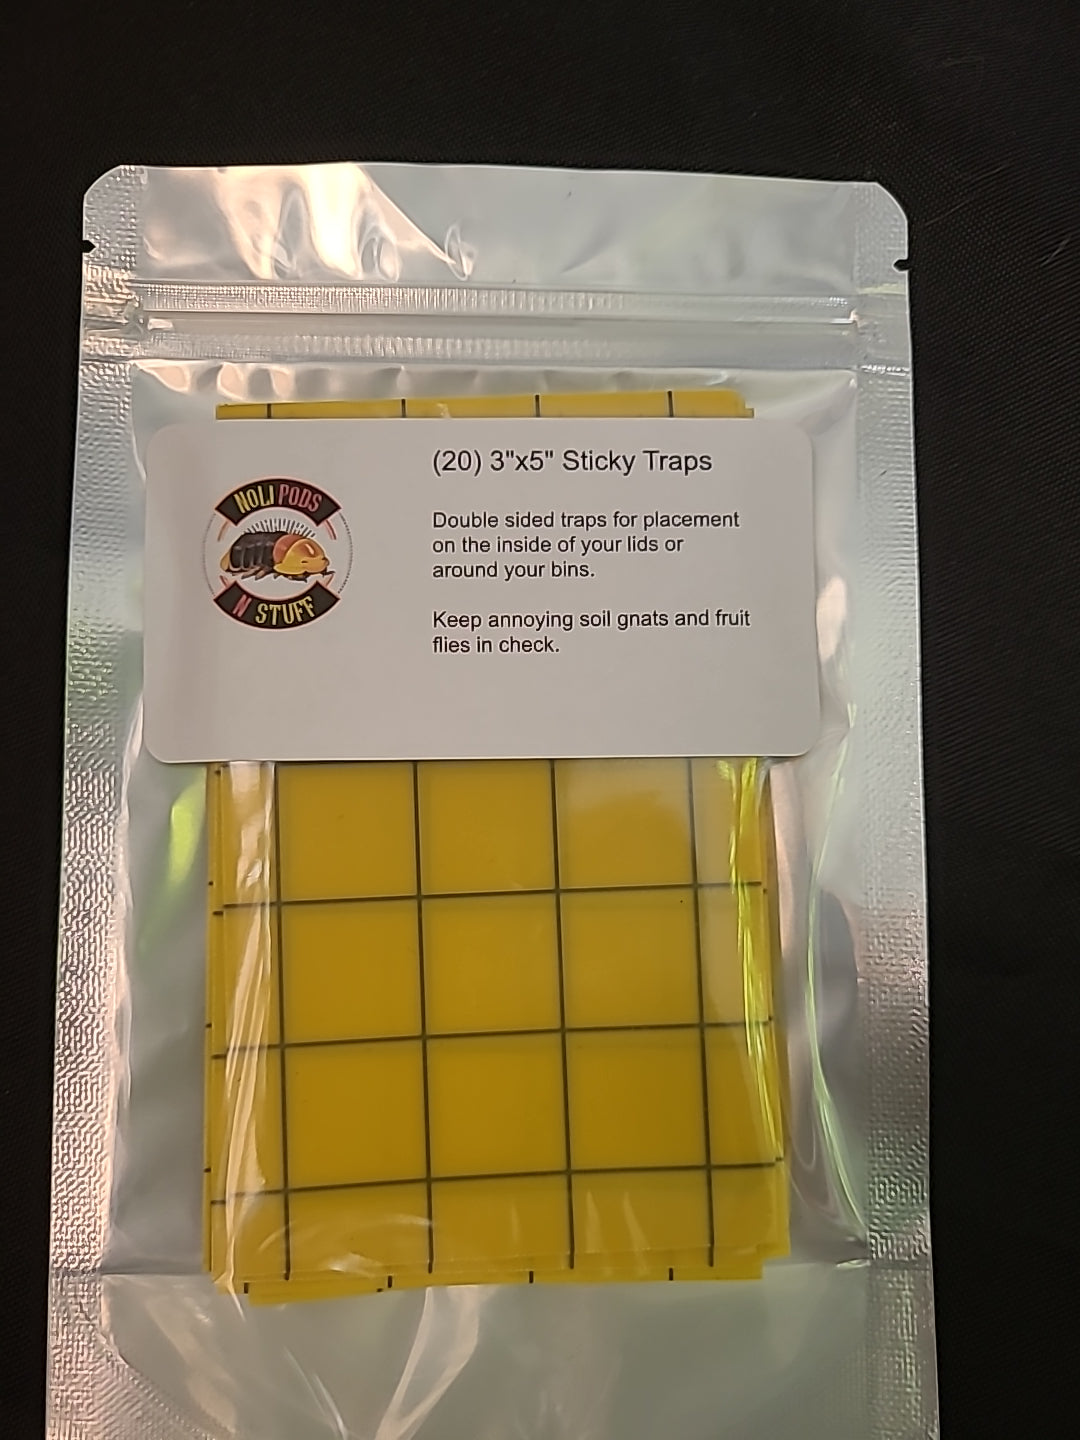 (20) 3"x5" Sticky Traps
NOLI PODS
N STUFF
Double sided traps for placement
on the inside of your lids or
around your bins.
Keep annoying soil gnats and fruit
flies in check.